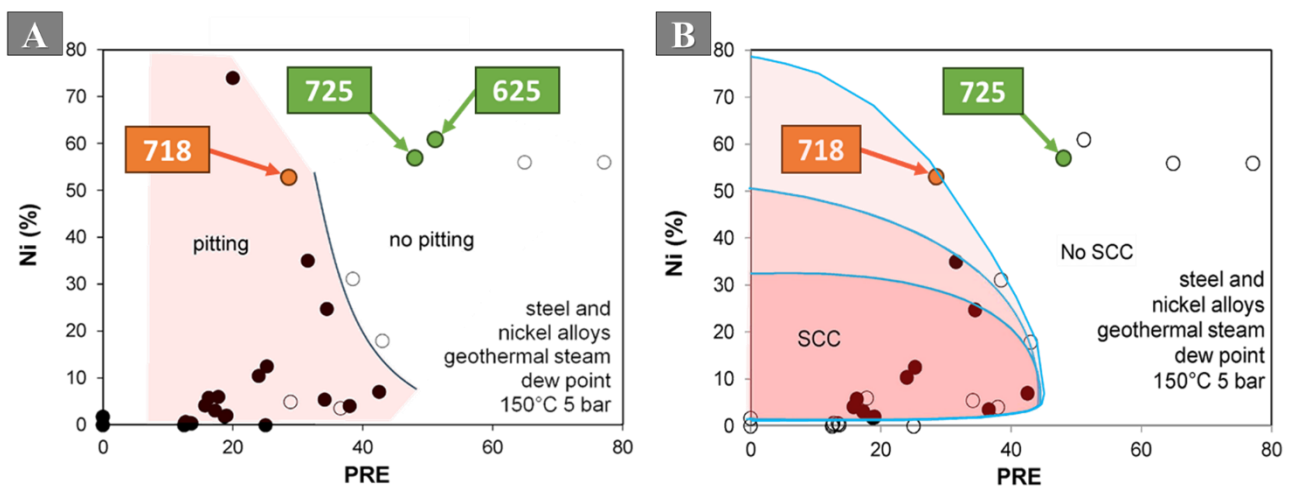 A
80
70
60
50
40
30
20
10
0
Ni (%)
725
625
718
pitting
no pitting
steel and
nickel alloys
geothermal steam
dew point
150°C 5 bar
0
20
40
60
80
PRE
B
80
70
60
50
40
30
20
10
0
Ni (%)
725
718
No SCC
SCC
steel and
nickel alloys
geothermal steam
dew point
150°C 5 bar
0
20
40
60
80
PRE